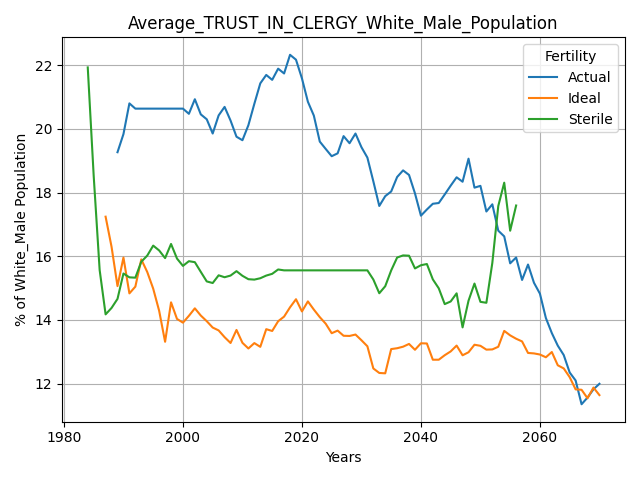 Average_TRUST_IN_CLERGY_White_Male_Population
% of White_Male Population
22
20
18
16
14
12
1980
2000
2020
2040
2060
Years
Fertility
Actual
Ideal
Sterile